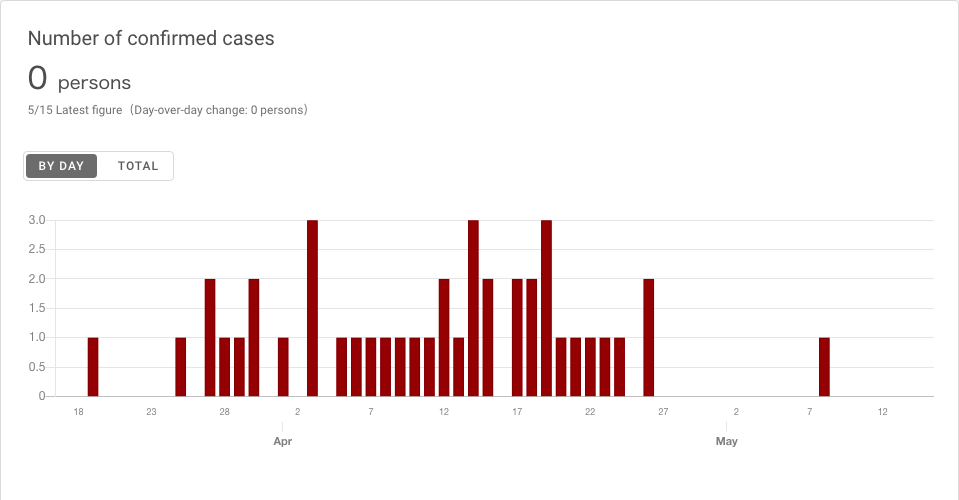 Number of confirmed cases
0 persons
5/15 Latest figure（Day-over-day change: 0 persons）
BY DAY TOTAL
3.0
2.5
2.0
1.5
1.0
0.5
0
18 23 28 2 7 12 17 22 27 2 7 12
Apr May